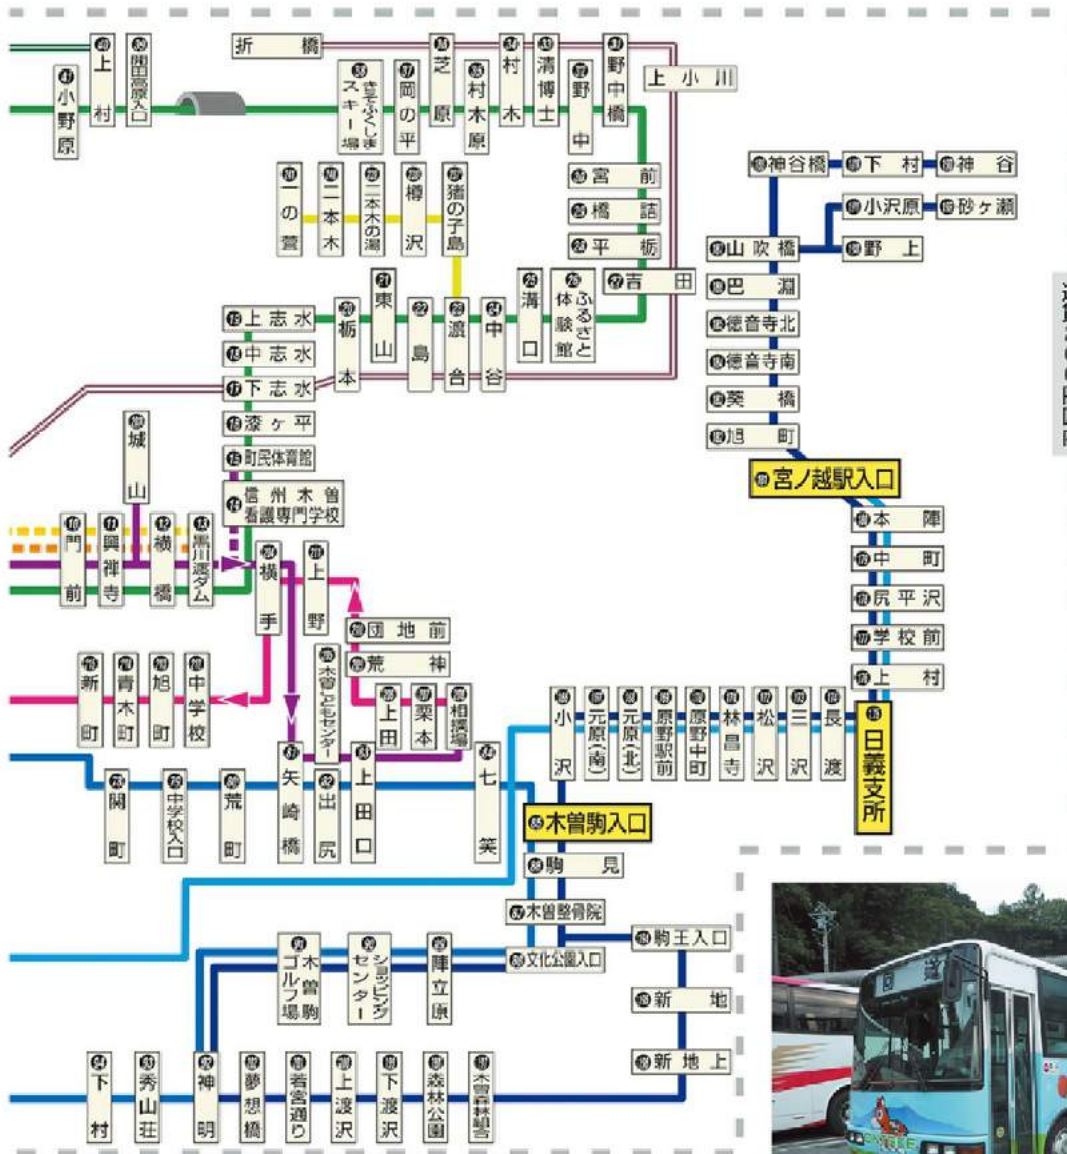 上村
開田高原入口
小野原
折橋
きそふくしまスキー場
岡の平
芝原
村木原
村木
清博士
野中
野中橋
上小川
宮前
橋詰
平栃
吉田
一の萱
二本木
二本木の湯
樽沢
猪の子島
上志水
中志水
下志水
漆ヶ平
町民体育館
信州木曽看護専門学校
栃本
東山
島
渡合
中谷
溝口
ふるさと体験館
神谷橋
下村
神谷
小沢原
砂ヶ瀬
山吹橋
野上
巴淵
徳音寺北
徳音寺南
葵橋
旭町
宮ノ越駅入口
本陣
中町
尻平沢
学校前
上村
日義支所
城山
門前
興禅寺
横橋
黒川渡ダム
横手
上野
団地前
荒神
新町
青木町
旭町
中学校
木曽こどもセンター
上田
栗本
相撲場
小沢
元原(南)
元原(北)
原野駅前
原野中町
林昌寺
松沢
三沢
長渡
関町
中学校入口
荒町
矢崎橋
出尻
上田口
七笑
木曽駒入口
駒見
木曽整骨院
文化公園入口
駒王入口
新地
新地上
木曽駒ゴルフ場
ショッピングセンター
陣立原
下村
秀山荘
神明
夢想橋
若宮通り
上渡沢
下渡沢
森林公園
木曽森林組合
回送